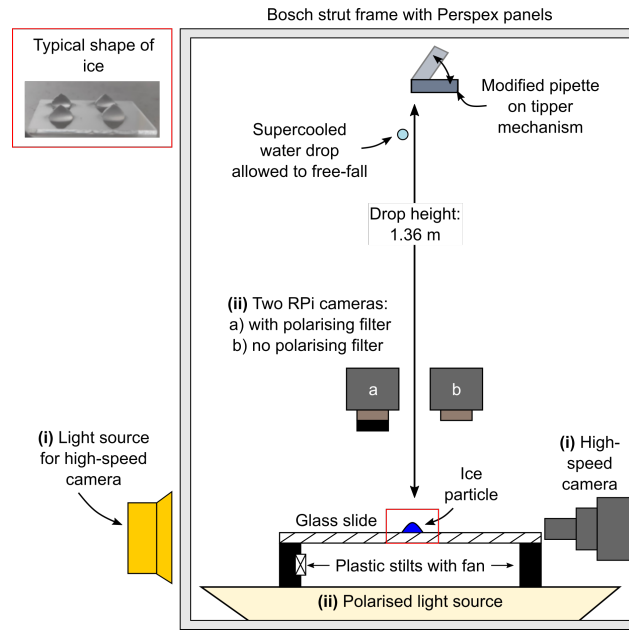 Bosch strut frame with Perspex panels
Typical shape of
ice
Modified pipette
on tipper
mechanism
Supercooled
water drop
allowed to free-fall
Drop height:
1.36 m
(ii) Two RPi cameras:
a) with polarising filter
b) no polarising filter
a
b
(i) Light source
for high-speed
camera
(i) High-
speed
camera
Ice
particle
Glass slide
Plastic stilts with fan
(ii) Polarised light source